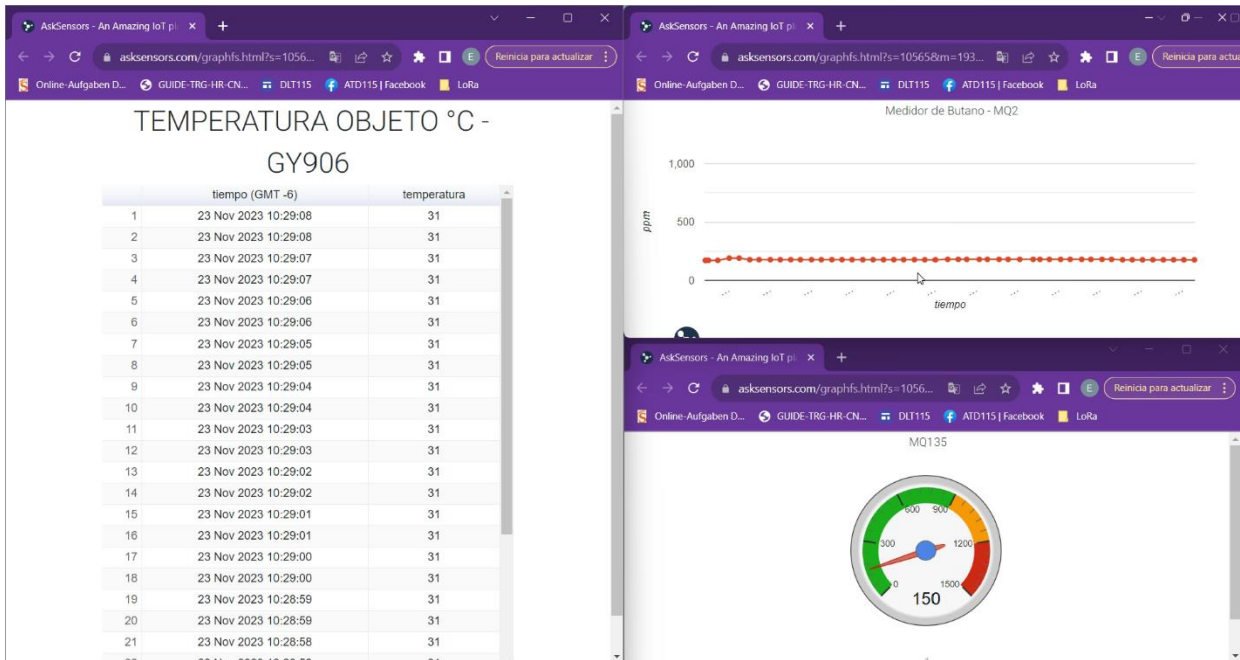 AskSensors - An Amazing IoT pl
asksensors.com/graphfs.html?s=1056...
E
Reinicia para actualizar
Online-Aufgaben D...
GUIDE-TRG-HR-CN...
DLT115
ATD115 | Facebook
LoRa
TEMPERATURA OBJETO °C -
GY906
tiempo (GMT -6) temperatura
1 23 Nov 2023 10:29:08 31
2 23 Nov 2023 10:29:08 31
3 23 Nov 2023 10:29:07 31
4 23 Nov 2023 10:29:07 31
5 23 Nov 2023 10:29:06 31
6 23 Nov 2023 10:29:06 31
7 23 Nov 2023 10:29:05 31
8 23 Nov 2023 10:29:05 31
9 23 Nov 2023 10:29:04 31
10 23 Nov 2023 10:29:04 31
11 23 Nov 2023 10:29:03 31
12 23 Nov 2023 10:29:03 31
13 23 Nov 2023 10:29:02 31
14 23 Nov 2023 10:29:02 31
15 23 Nov 2023 10:29:01 31
16 23 Nov 2023 10:29:01 31
17 23 Nov 2023 10:29:00 31
18 23 Nov 2023 10:29:00 31
19 23 Nov 2023 10:28:59 31
20 23 Nov 2023 10:28:59 31
21 23 Nov 2023 10:28:58 31
AskSensors - An Amazing IoT pl
asksensors.com/graphfs.html?s=10565&m=193...
E
Reinicia para actua
Online-Aufgaben D...
GUIDE-TRG-HR-CN...
DLT115
ATD115 | Facebook
LoRa
Medidor de Butano - MQ2
1,000
500
0
ppm
tiempo
AskSensors - An Amazing IoT pl
asksensors.com/graphfs.html?s=1056...
E
Reinicia para actualizar
Online-Aufgaben D...
GUIDE-TRG-HR-CN...
DLT115
ATD115 | Facebook
LoRa
MQ135
600 900
300 1200
0 1500
150